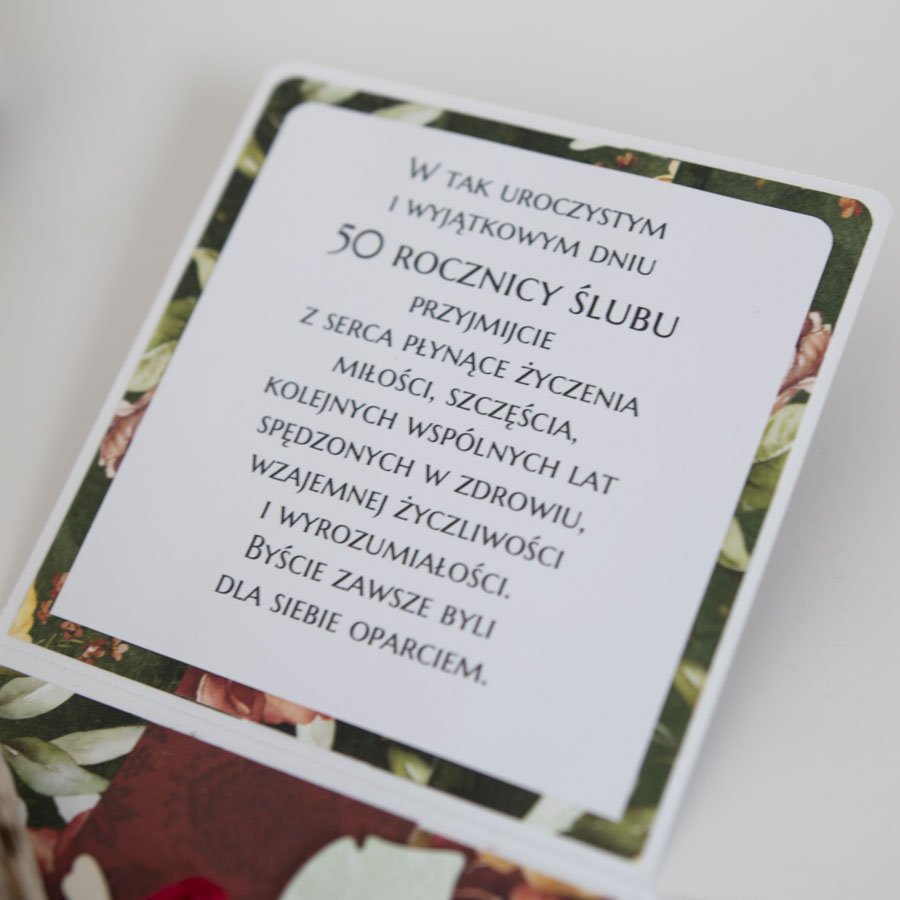 W TAK UROCZYSTYM
I WYJĄTKOWYM DNIU
50 ROCZNICY ŚLUBU
PRZYJMIJCIE
Z SERCA PŁYNĄCE ŻYCZENIA
MIŁOŚCI, SZCZĘŚCIA,
KOLEJNYCH WSPÓLNYCH LAT
SPĘDZONYCH W ZDROWIU,
WZAJEMNEJ ŻYCZLIWOŚCI
I WYROZUMIAŁOŚCI.
BYŚCIE ZAWSZE BYLI
DLA SIEBIE OPARCIEM.